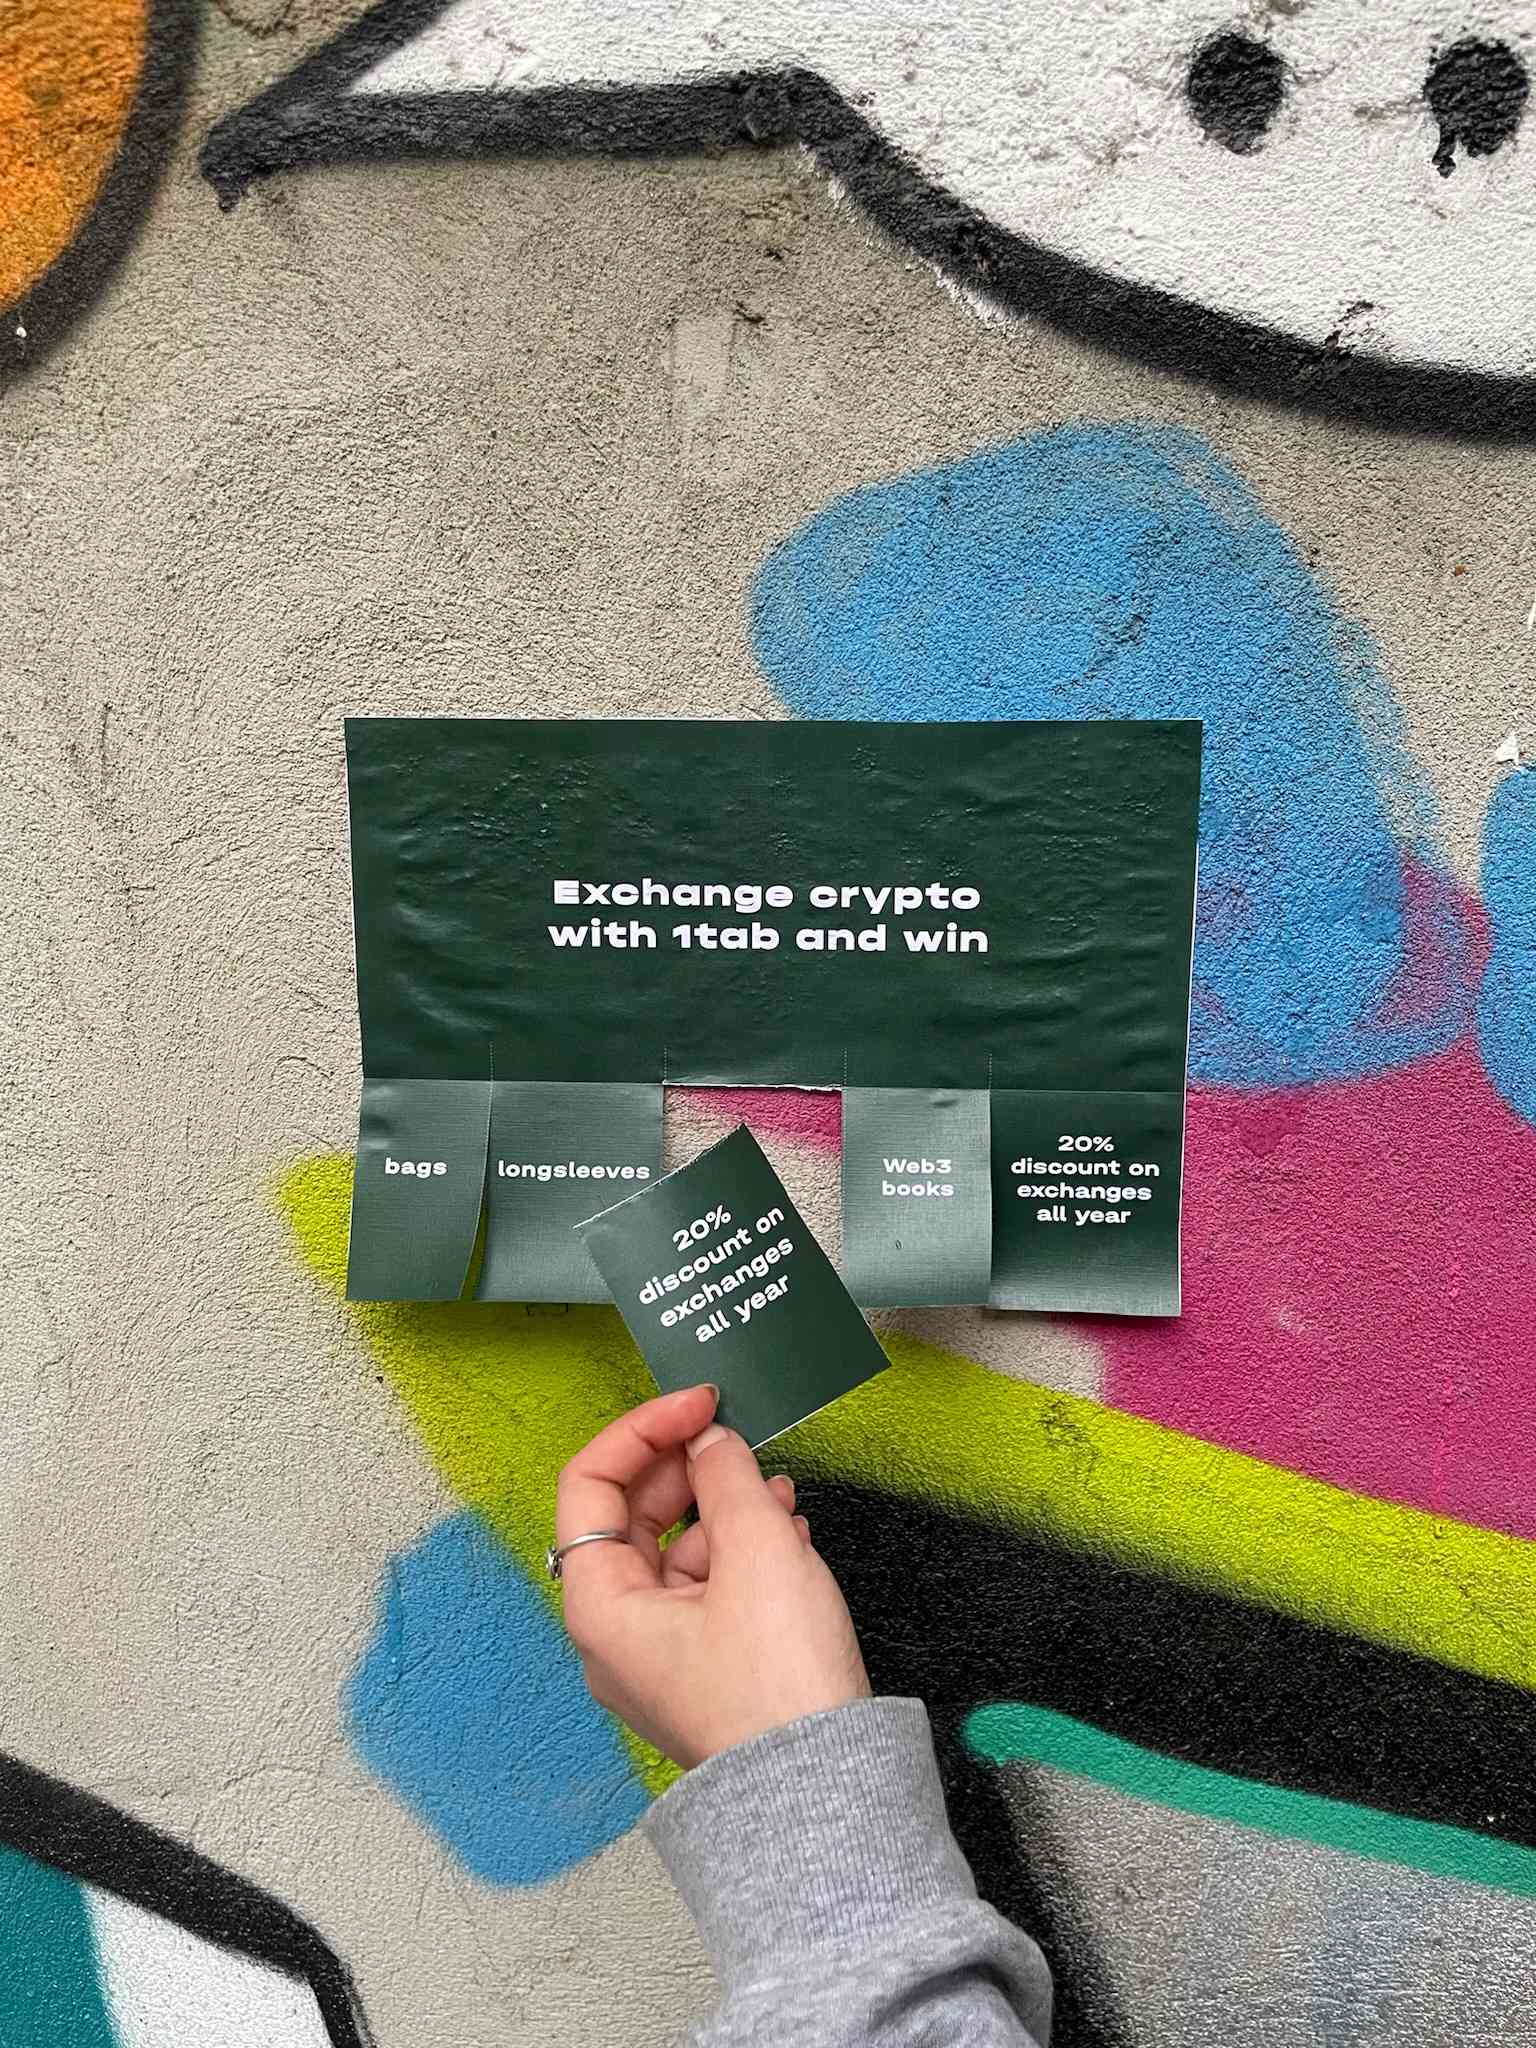 Exchange crypto
with 1tab and win
bags
longsleeves
20%
discount on
exchanges
all year
Web3
books
20%
discount on
exchanges
all year